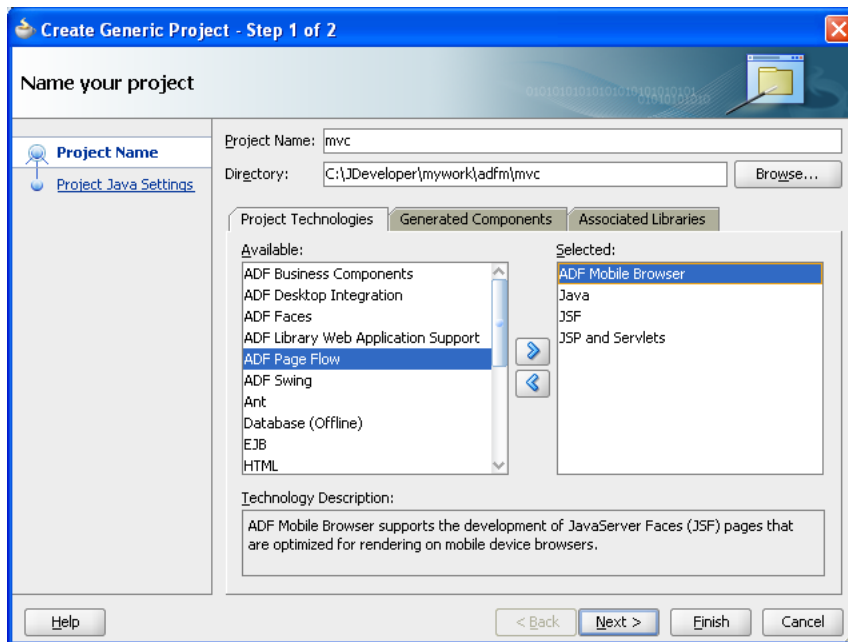 Create Generic Project - Step 1 of 2
Name your project
010101010101010101010101010101
01010101010
Project Name
Project Java Settings
Project Name: mvc
Directory: C:\JDeveloper\mywork\adfm\mvc Browse...
Project Technologies Generated Components Associated Libraries
Available:
ADF Business Components
ADF Desktop Integration
ADF Faces
ADF Library Web Application Support
ADF Page Flow
ADF Swing
Ant
Database (Offline)
EJB
HTML
Selected:
ADF Mobile Browser
Java
JSF
JSP and Servlets
Technology Description:
ADF Mobile Browser supports the development of JavaServer Faces (JSF) pages that
are optimized for rendering on mobile device browsers.
Help < Back Next > Finish Cancel